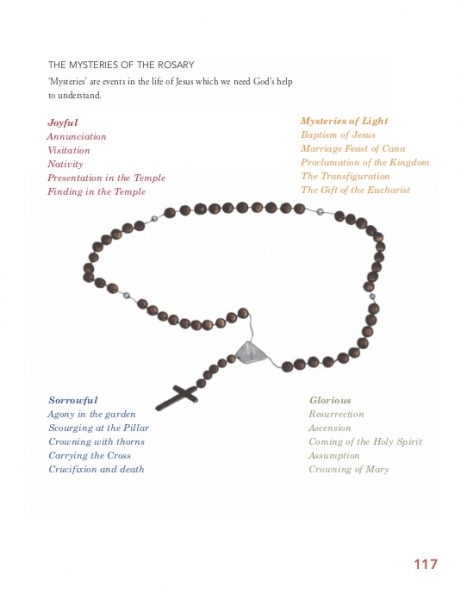 THE MYSTERIES OF THE ROSARY
'Mysteries' are events in the life of Jesus which we need God's help
to understand.
Joyful
Annunciation
Visitation
Nativity
Presentation in the Temple
Finding in the Temple
Mysteries of Light
Baptism of Jesus
Marriage Feast of Cana
Proclamation of the Kingdom
The Transfiguration
The Gift of the Eucharist
Sorrowful
Agony in the garden
Scourging at the Pillar
Crowning with thorns
Carrying the Cross
Crucifixion and death
Glorious
Resurrection
Ascension
Coming of the Holy Spirit
Assumption
Crowning of Mary
117